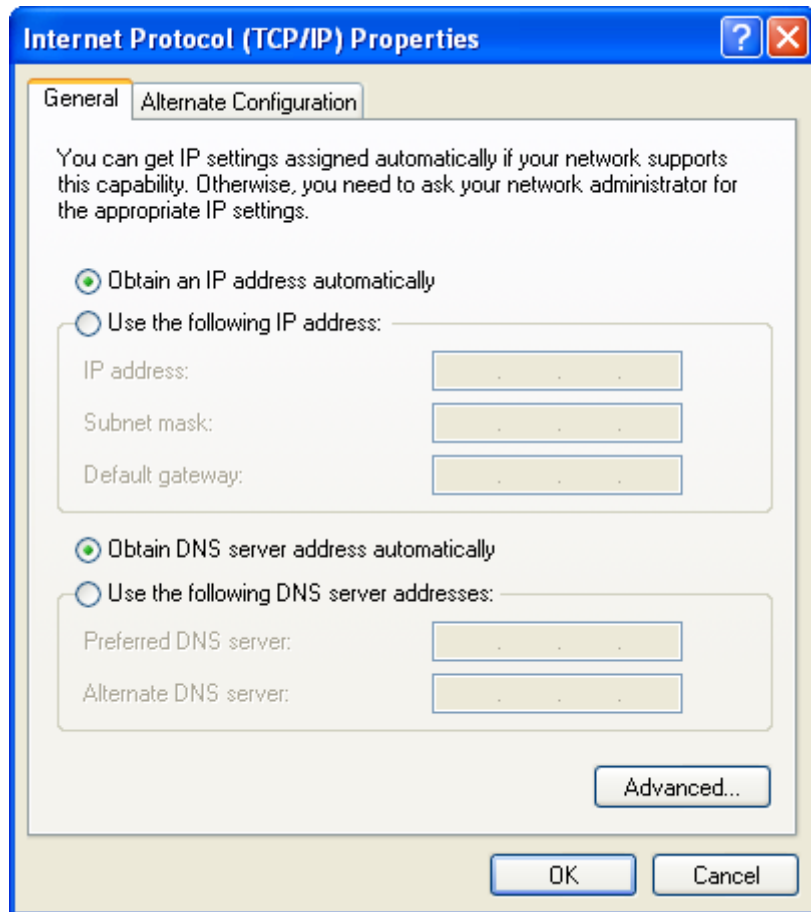 Internet Protocol (TCP/IP) Properties
General
Alternate Configuration
You can get IP settings assigned automatically if your network supports
this capability. Otherwise, you need to ask your network administrator for
the appropriate IP settings.
Obtain an IP address automatically
Use the following IP address:
IP address:
Subnet mask:
Default gateway:
Obtain DNS server address automatically
Use the following DNS server addresses:
Preferred DNS server:
Alternate DNS server:
Advanced...
OK
Cancel